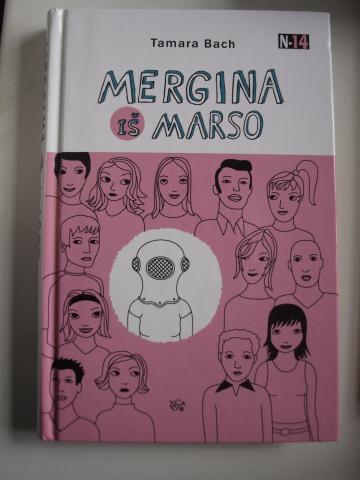 Tamara Bach
N-14
MERGINA
IŠ MARSO